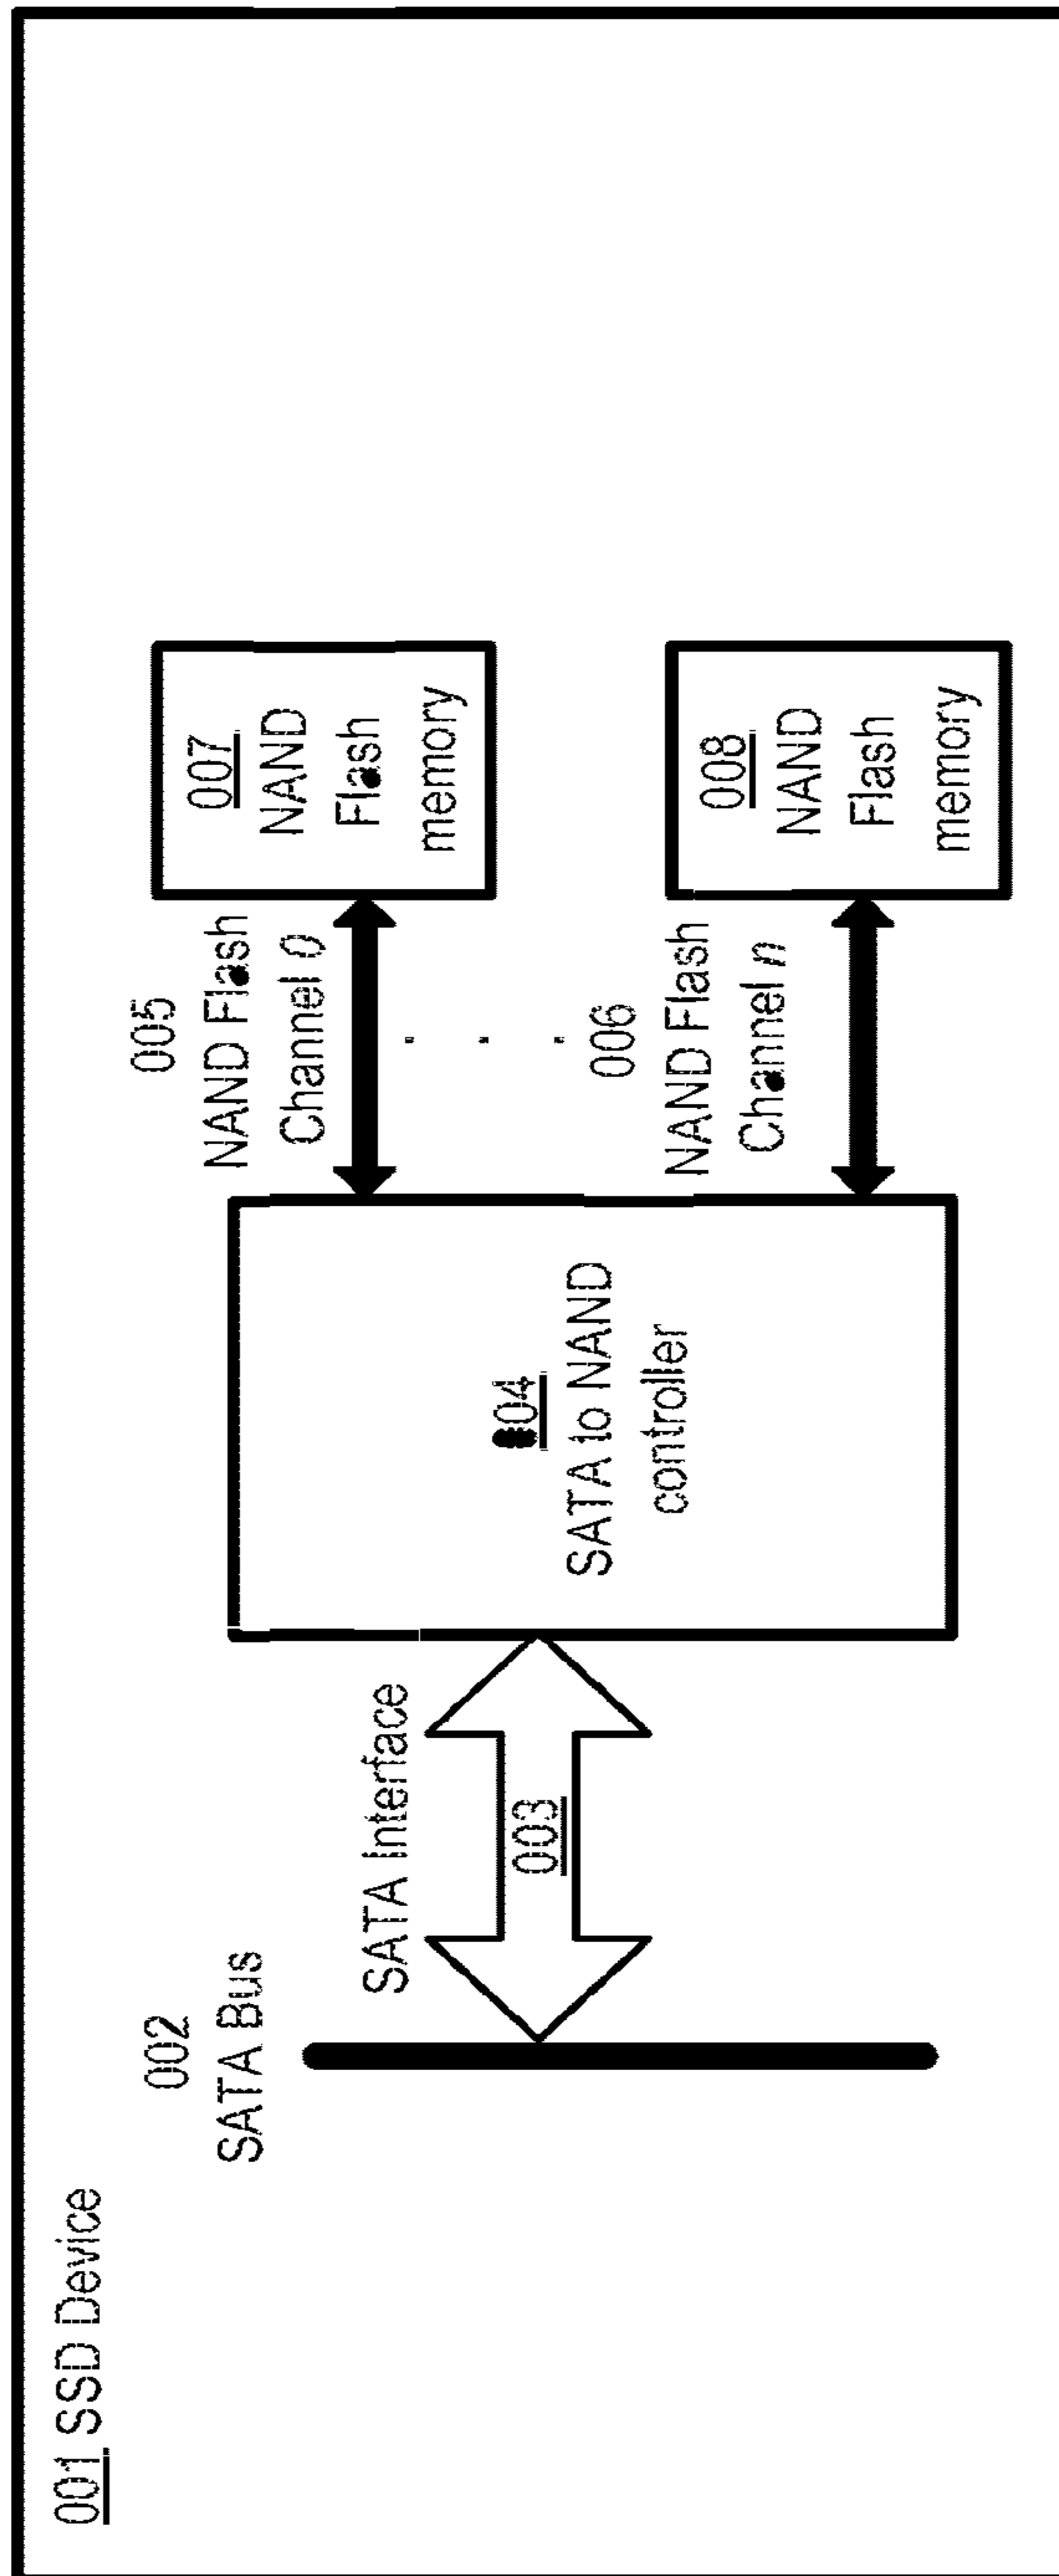 001 SSD Device
002
SATA Bus
SATA Interface
003
004
SATA to NAND
controller
005
NAND Flash
Channel 0
006
NAND Flash
Channel n
007
NAND
Flash
memory
008
NAND
Flash
memory